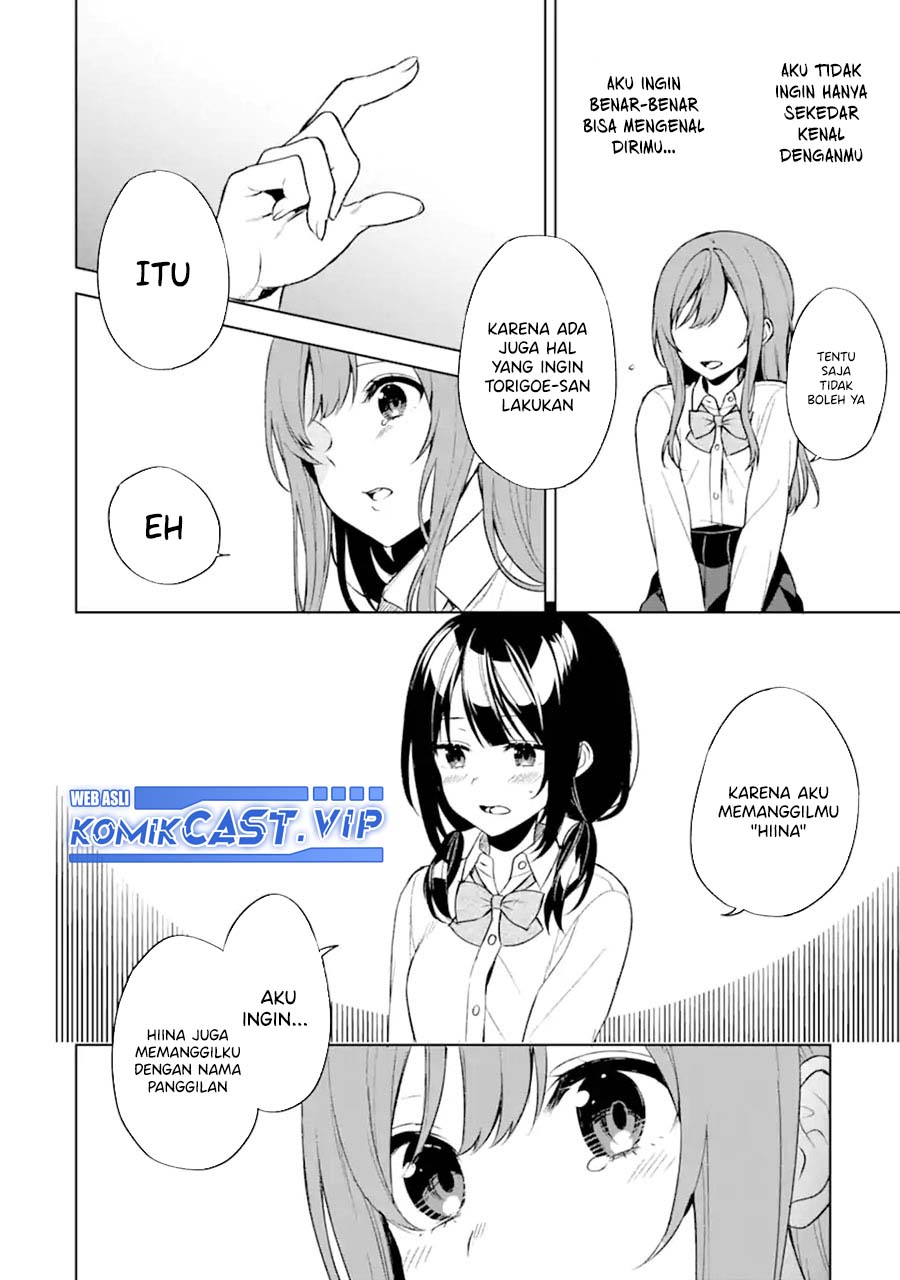 AKU TIDAK
INGIN HANYA
SEKEDAR
KENAL
DENGANMU
AKU INGIN
BENAR-BENAR
BISA MENGENAL
DIRIMU...
TENTU
SAJA
TIDAK
BOLEH YA
KARENA ADA
JUGA HAL
YANG INGIN
TORIGOE-SAN
LAKUKAN
ITU
EH
KARENA AKU
MEMANGGILMU
"HIINA"
WEB ASLI
KOMIKCAST.VIP
AKU
INGIN...
HIINA JUGA
MEMANGGILKU
DENGAN NAMA
PANGGILAN